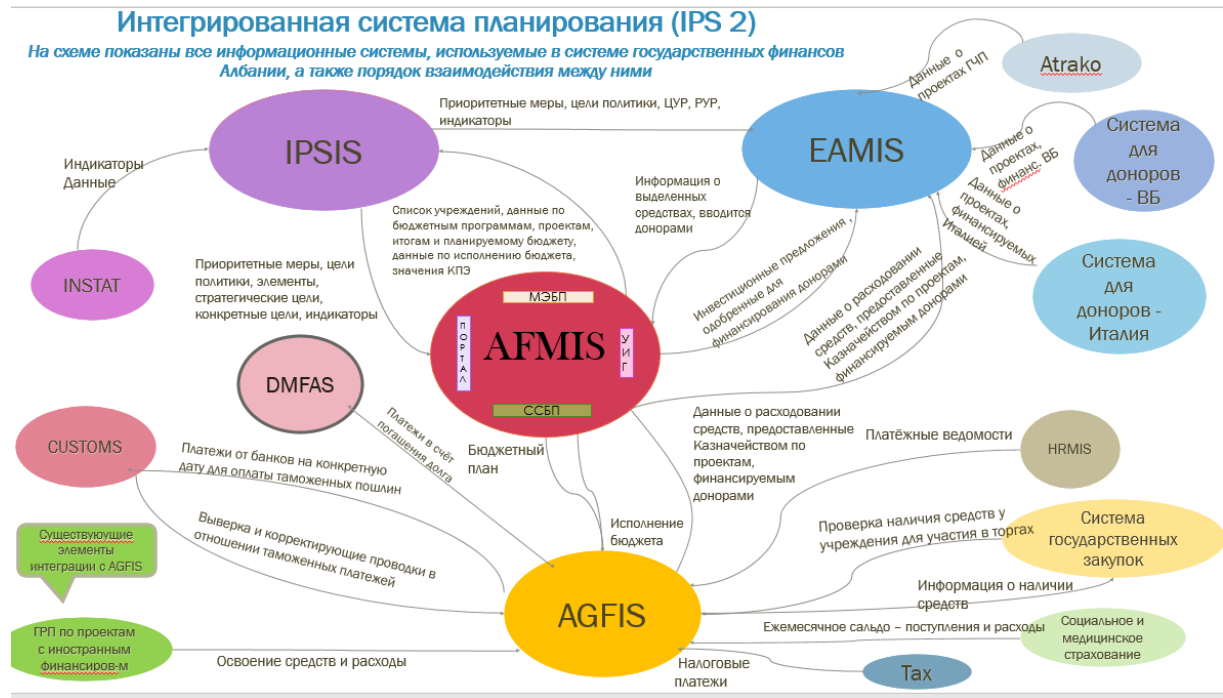 Интегрированная система планирования (IPS 2)
На схеме показаны все информационные системы, используемые в системе государственных финансов
Албании, а также порядок взаимодействия между ними
Atrako
Данные о
проектах ГЧП
IPSIS
Приоритетные меры, цели политики, ЦУР, РУР,
индикаторы
EAMIS
Система
для
доноров
- ВБ
Данные о
проектах,
финанс. ВБ
Индикаторы
Данные
INSTAT
Информация о
выделенных
средствах, вводится
донорами
Данные о
проектах,
финансируемых
Италией
Система
для
доноров -
Италия
Список учреждений, данные по
бюджетным программам, проектам,
итогам и планируемому бюджету,
данные по исполнению бюджета,
значения КПЭ
Приоритетные меры, цели
политики, элементы,
стратегические цели,
конкретные цели, индикаторы
МЭБП
ПОРТАЛ
AFMIS
УИГ
ССБП
Инвестиционные предложения ,
одобренные для
финансирования донорами
Данные о расходовании
средств, предоставленные
Казначейством по проектам,
финансируемым донорами
DMFAS
Платежи в счёт
погашения долга
Бюджетный
план
Данные о расходовании
средств, предоставленные
Казначейством по
проектам,
финансируемым
донорами
Платёжные ведомости
HRMIS
CUSTOMS
Платежи от банков на конкретную
дату для оплаты таможенных пошлин
Выверка и корректирующие проводки в
отношении таможенных платежей
Исполнение
бюджета
Проверка наличия средств у
учреждения для участия в торгах
Система
государственных
закупок
Существуюущие
элементы
интеграции с AGFIS
AGFIS
Информация о наличии
средств
ГРП по проектам
с иностранным
финансиров-м
Освоение средств и расходы
Ежемесячное сальдо – поступления и расходы
Социальное и
медицинское
страхование
Налоговые
платежи
Tax